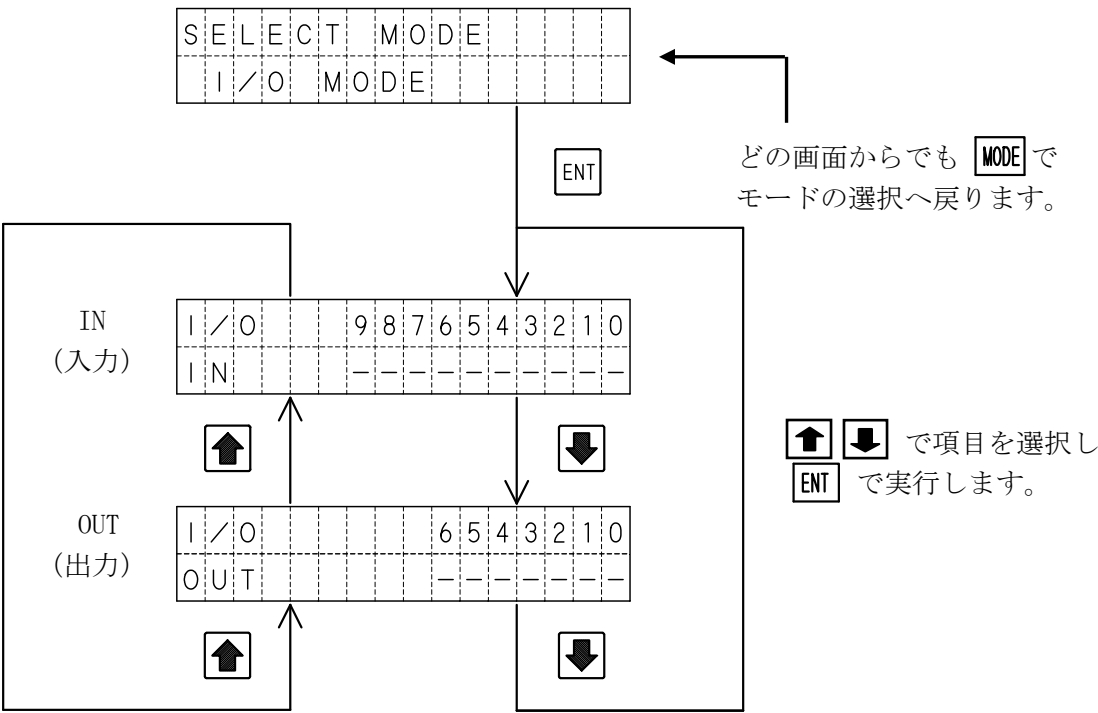 SELECT MODE
I/O MODE
どの画面からでも MODE で
モードの選択へ戻ります。
ENT
IN
(入力)
I/O 9876543210
IN ----------
で項目を選択し
ENT で実行します。
OUT
(出力)
I/O 6543210
OUT -------